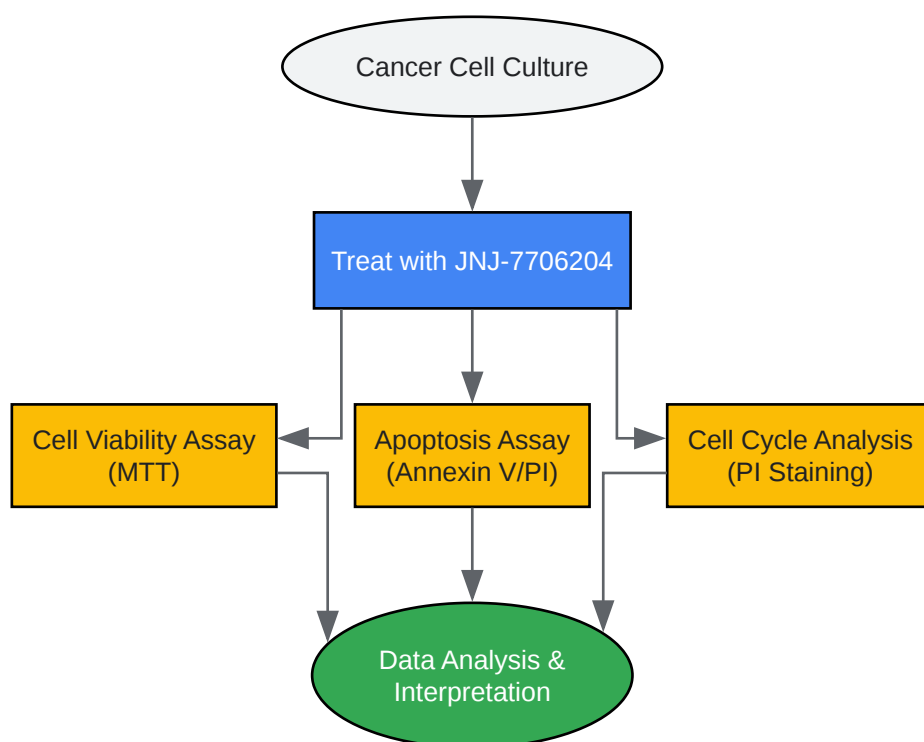 Cancer Cell Culture
Treat with JNJ-7706204
Cell Viability Assay
(MTT)
Apoptosis Assay
(Annexin V/PI)
Cell Cycle Analysis
(PI Staining)
Data Analysis &
Interpretation